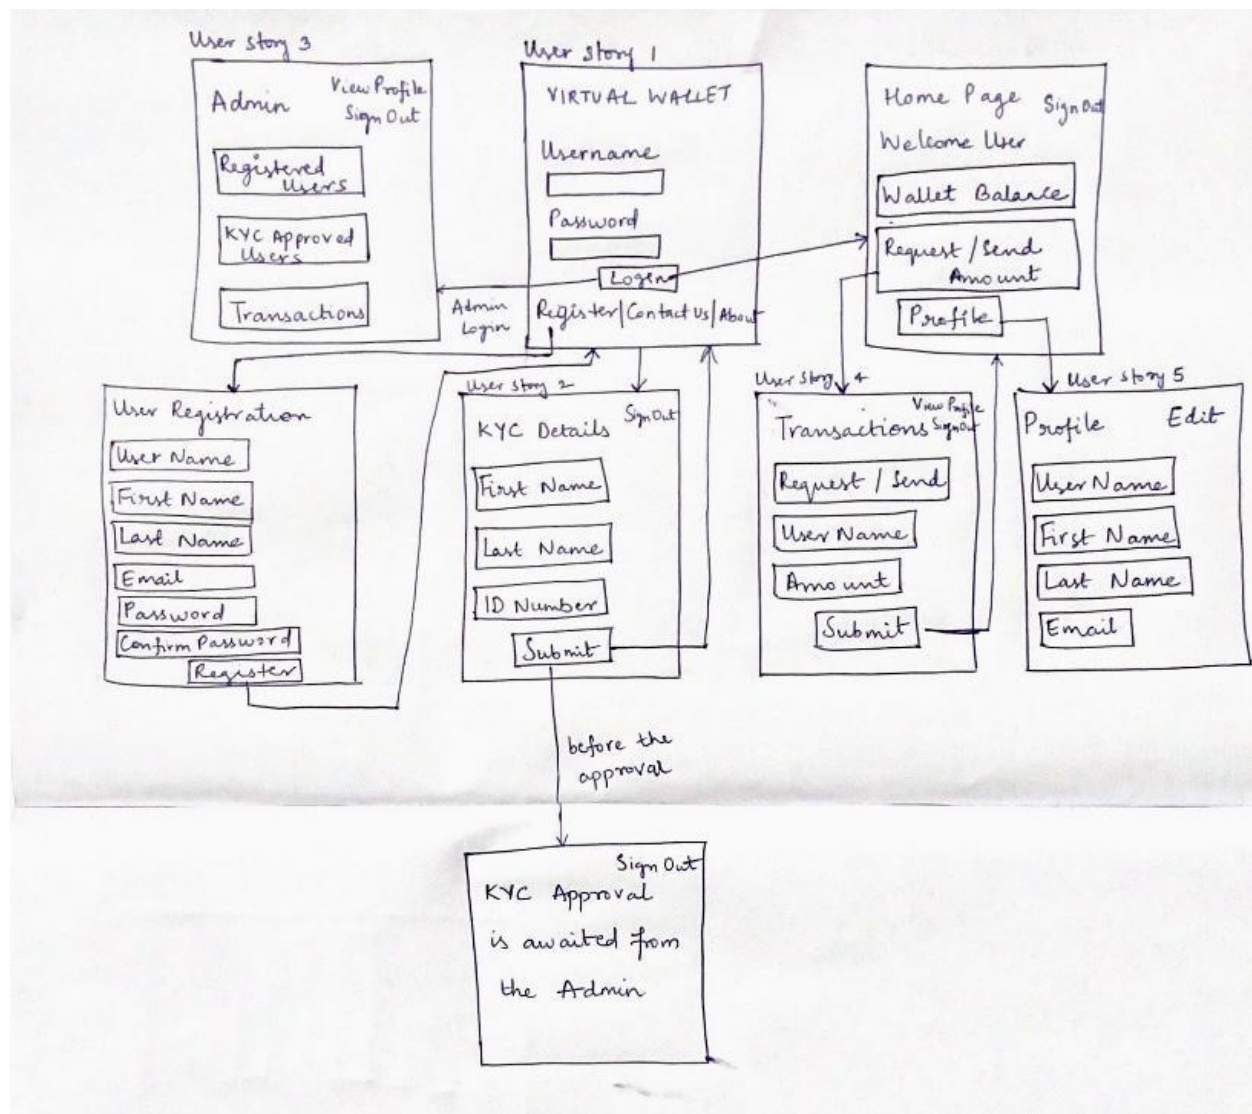 User Story 3
Admin
View Profile
Sign Out
Registered
Users
KYC Approved
Users
Transactions
User Story 1
VIRTUAL WALLET
Username
Password
Login
Register/Contact Us/About
Admin
Login
Home Page
Sign Out
Welcome User
Wallet Balance
Request/Send
Amount
Profile
User Registration
User Name
First Name
Last Name
Email
Password
Confirm Password
Register
User Story 2
Sign Out
KYC Details
First Name
Last Name
ID Number
Submit
User Story 4
View Profile
Transactions Sign Out
Request / Send
User Name
Amount
Submit
User Story 5
Profile Edit
User Name
First Name
Last Name
Email
before the
approval
Sign Out
KYC Approval
is awaited from
the Admin